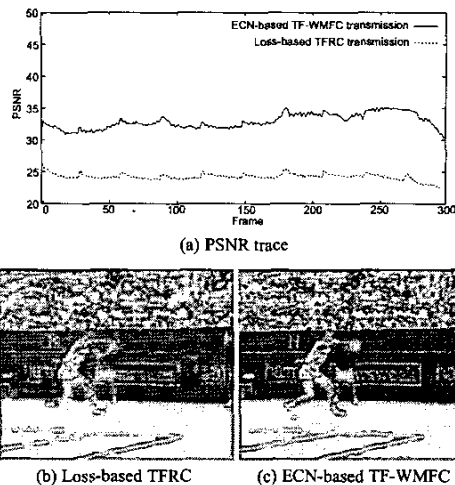 50
45
40
35
30
25
20
PSNR
ECN-based TF-WMFC transmission
Loss-based TFRC transmission
0 50 100 150 200 250 300
Frame
(a) PSNR trace
(b) Loss-based TFRC (c) ECN-based TF-WMFC